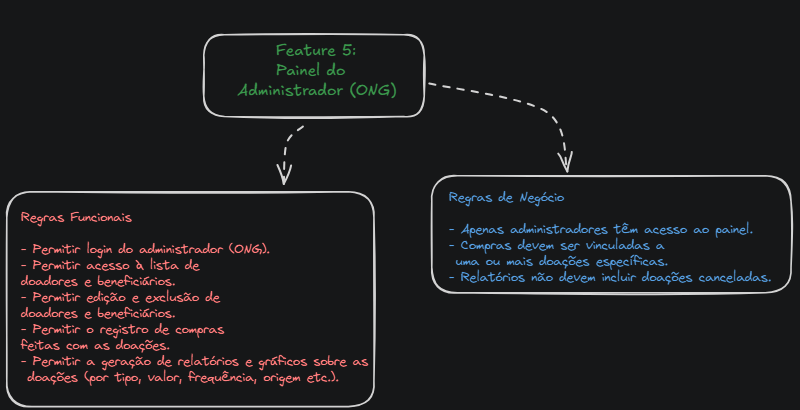 Feature 5:
Painel do
Administrador (ONG)
Regras Funcionais
- Permitir login do administrador (ONG).
- Permitir acesso à lista de
doadores e beneficiários.
- Permitir edição e exclusão de
doadores e beneficiários.
- Permitir o registro de compras
feitas com as doações.
- Permitir a geração de relatórios e gráficos sobre as
doações (por tipo, valor, frequência, origem etc.).
Regras de Negócio
- Apenas administradores têm acesso ao painel.
- Compras devem ser vinculadas a
uma ou mais doações específicas.
- Relatórios não devem incluir doações canceladas.